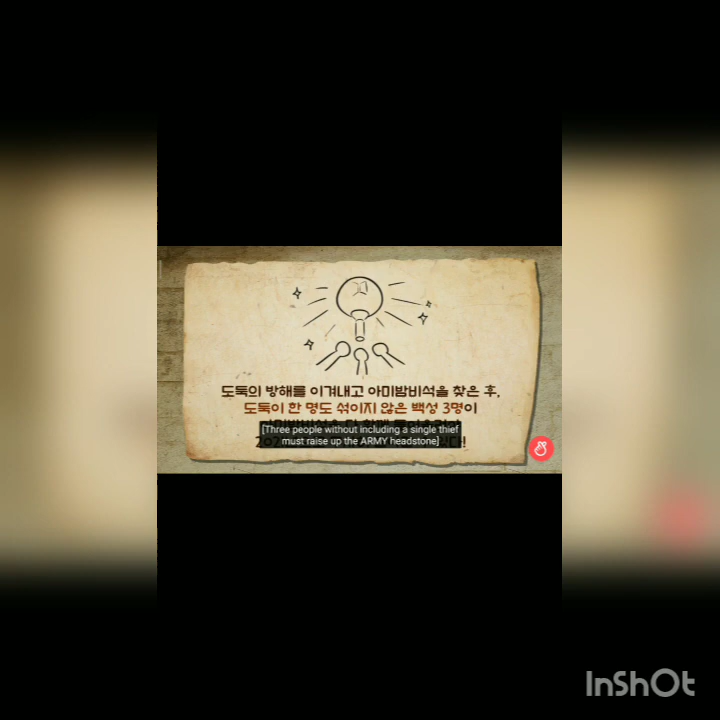 도둑의 방해를 이겨내고 아미밤비석을 찾은 후,
도둑이 한 명도 섞이지 않은 백성 3명이
[Three people without including a single thief
must raise up the ARMY headstone]
InShOt